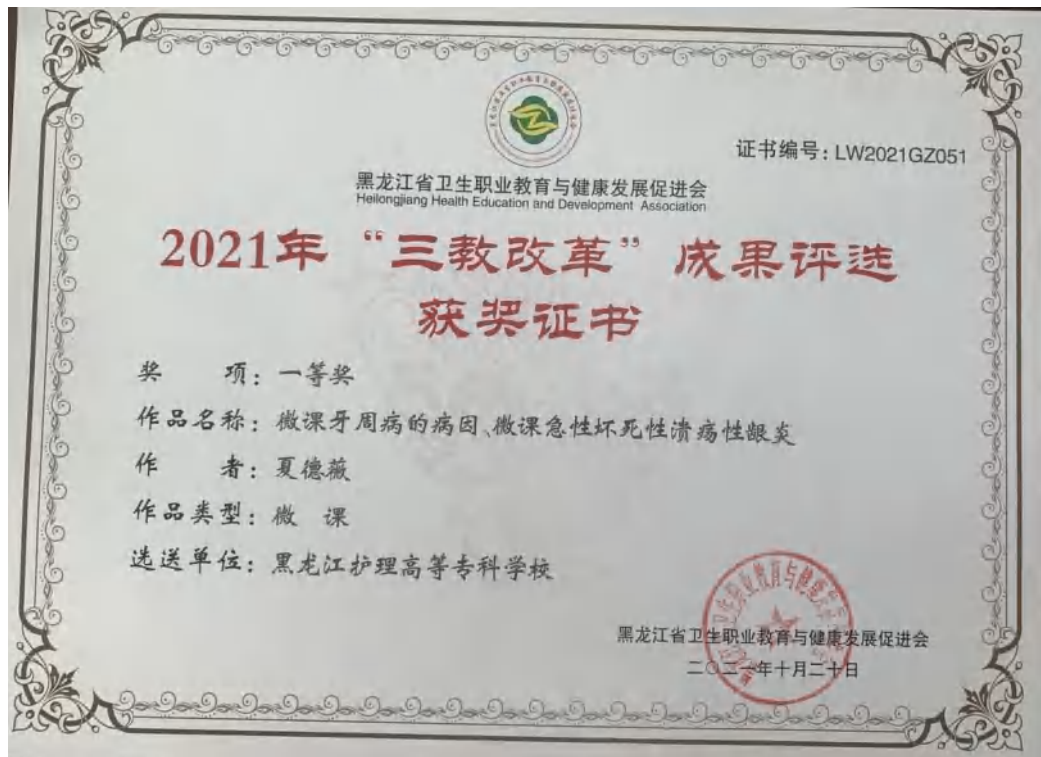 证书编号：LW2021GZ051
黑龙江省卫生职业教育与健康发展促进会
Heilongjiang Health Education and Development Association
2021年“三教改革”成果评选
获奖证书
奖　　项：一等奖
作品名称：微课牙周病的病因、微课急性坏死性溃疡性龈炎
作　　者：夏德薇
作品类型：微　课
选送单位：黑龙江护理高等专科学校
黑龙江省卫生职业教育与健康发展促进会
二〇二一年十月二十日